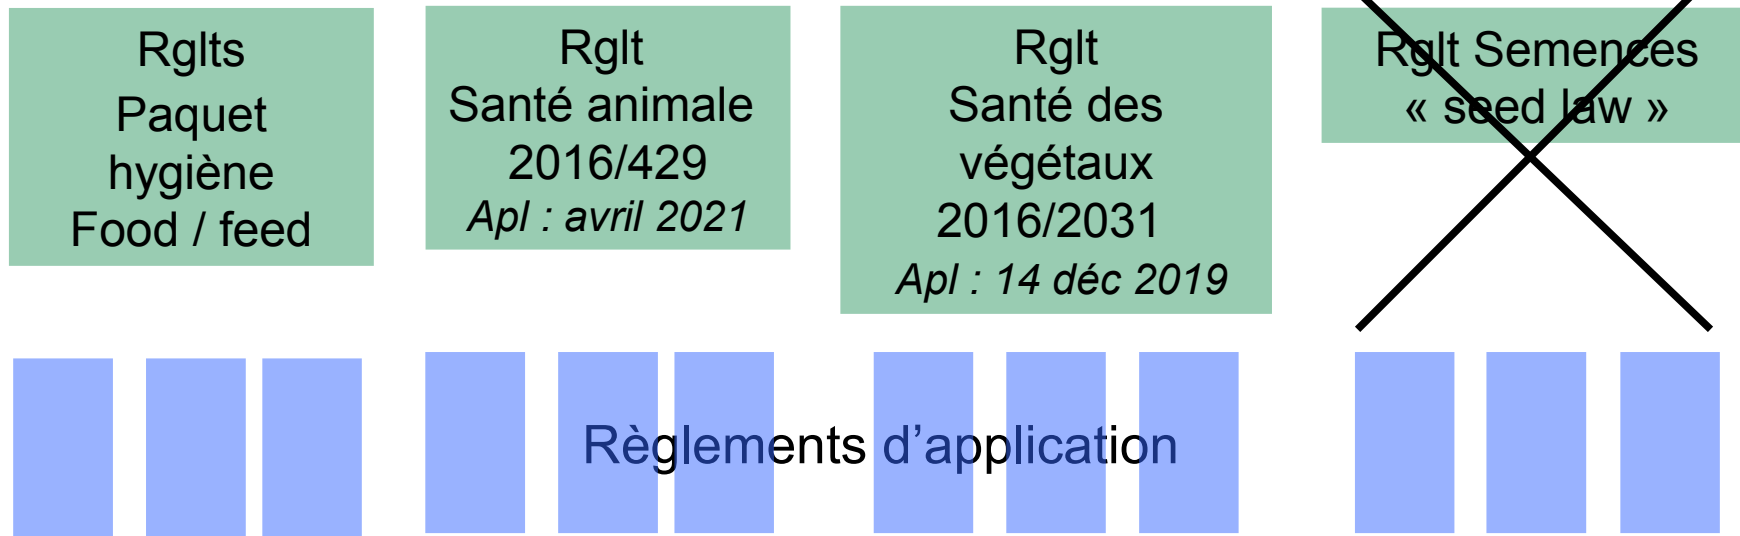 Rglts
Paquet
hygiène
Food / feed
Rglt
Santé animale
2016/429
Apl : avril 2021
Rglt
Santé des
végétaux
2016/2031
Apl : 14 déc 2019
Rglt Semences
« seed law »
Règlements d’application